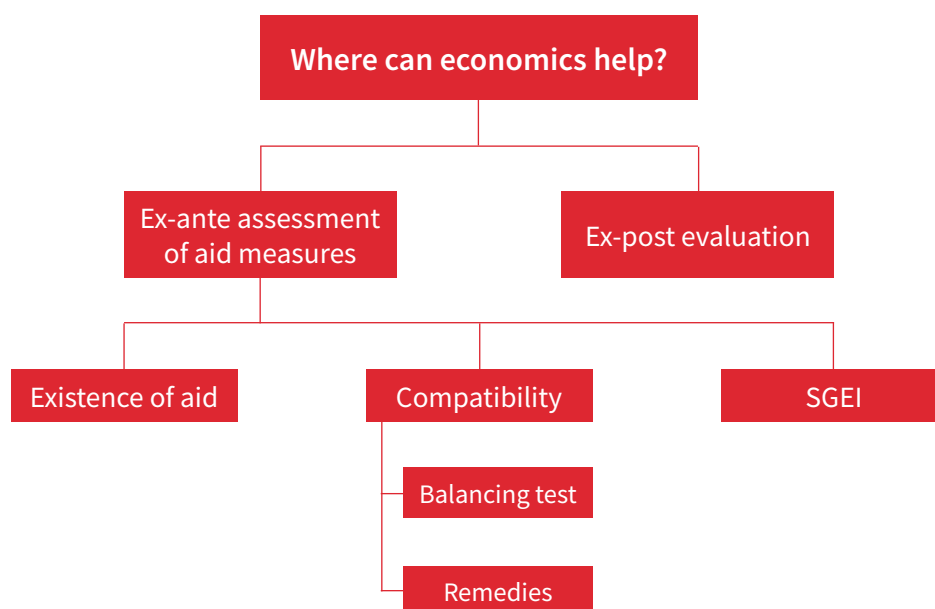 Where can economics help?
Ex-ante assessment
of aid measures
Ex-post evaluation
Existence of aid
Compatibility
SGEI
Balancing test
Remedies